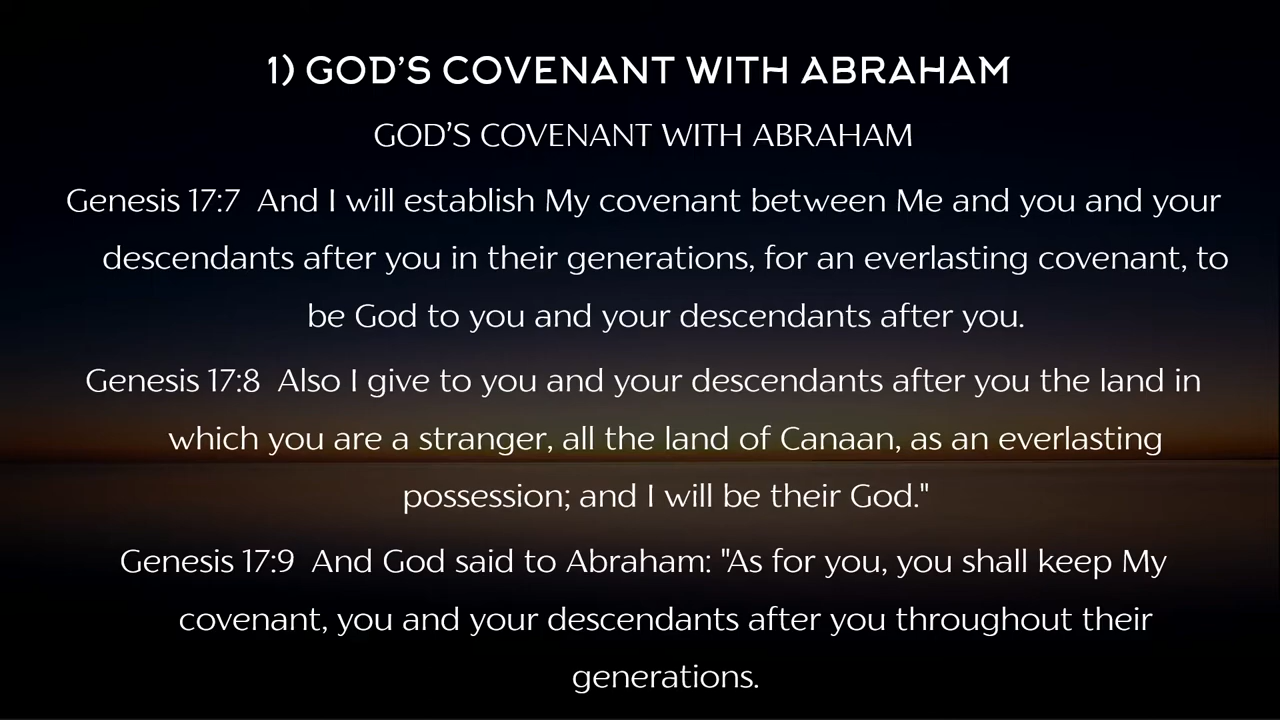 1) GOD'S COVENANT WITH ABRAHAM
GOD'S COVENANT WITH ABRAHAM
Genesis 17:7  And I will establish My covenant between Me and you and your
descendants after you in their generations, for an everlasting covenant, to
be God to you and your descendants after you.
Genesis 17:8  Also I give to you and your descendants after you the land in
which you are a stranger, all the land of Canaan, as an everlasting
possession; and I will be their God."
Genesis 17:9  And God said to Abraham: "As for you, you shall keep My
covenant, you and your descendants after you throughout their
generations.